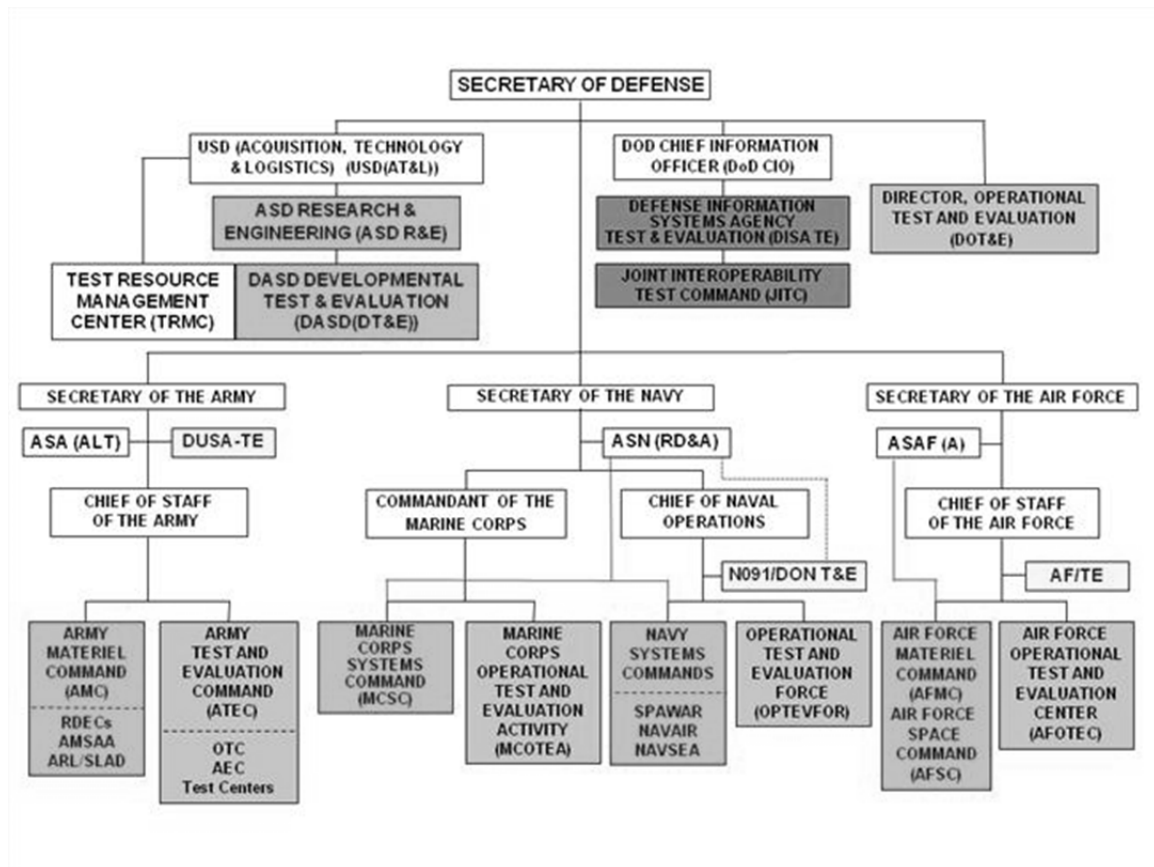 SECRETARY OF DEFENSE
USD (ACQUISITION, TECHNOLOGY
& LOGISTICS) (USD(AT&L))
DOD CHIEF INFORMATION
OFFICER (DoD CIO)
ASD RESEARCH &
ENGINEERING (ASD R&E)
DEFENSE INFORMATION
SYSTEMS AGENCY
TEST & EVALUATION (DISA TE)
DIRECTOR, OPERATIONAL
TEST AND EVALUATION
(DOT&E)
TEST RESOURCE
MANAGEMENT
CENTER (TRMC)
DASD DEVELOPMENTAL
TEST & EVALUATION
(DASD(DT&E))
JOINT INTEROPERABILITY
TEST COMMAND (JITC)
SECRETARY OF THE ARMY
SECRETARY OF THE NAVY
SECRETARY OF THE AIR FORCE
ASA (ALT)
DUSA-TE
ASN (RD&A)
ASAF (A)
CHIEF OF STAFF
OF THE ARMY
COMMANDANT OF THE
MARINE CORPS
CHIEF OF NAVAL
OPERATIONS
CHIEF OF STAFF
OF THE AIR FORCE
N091/DON T&E
AF/TE
ARMY
MATERIEL
COMMAND
(AMC)
RDECs
AMSAA
ARL/SLAD
ARMY
TEST AND
EVALUATION
COMMAND
(ATEC)
OTC
AEC
Test Centers
MARINE
CORPS
SYSTEMS
COMMAND
(MCSC)
MARINE
CORPS
OPERATIONAL
TEST AND
EVALUATION
ACTIVITY
(MCOTEA)
NAVY
SYSTEMS
COMMANDS
SPAWAR
NAVAIR
NAVSEA
OPERATIONAL
TEST AND
EVALUATION
FORCE
(OPTEVFOR)
AIR FORCE
MATERIEL
COMMAND
(AFMC)
AIR FORCE
SPACE
COMMAND
(AFSC)
AIR FORCE
OPERATIONAL
TEST AND
EVALUATION
CENTER
(AFOTEC)